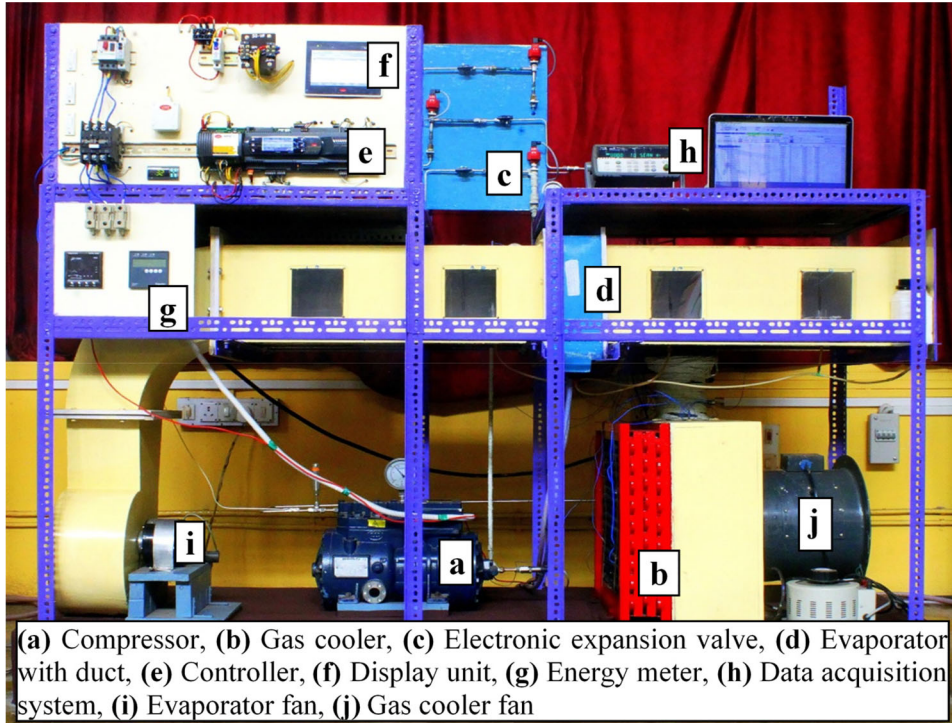 f
e
c
h
g
d
i
a
b
j
(a) Compressor, (b) Gas cooler, (c) Electronic expansion valve, (d) Evaporator
with duct, (e) Controller, (f) Display unit, (g) Energy meter, (h) Data acquisition
system, (i) Evaporator fan, (j) Gas cooler fan